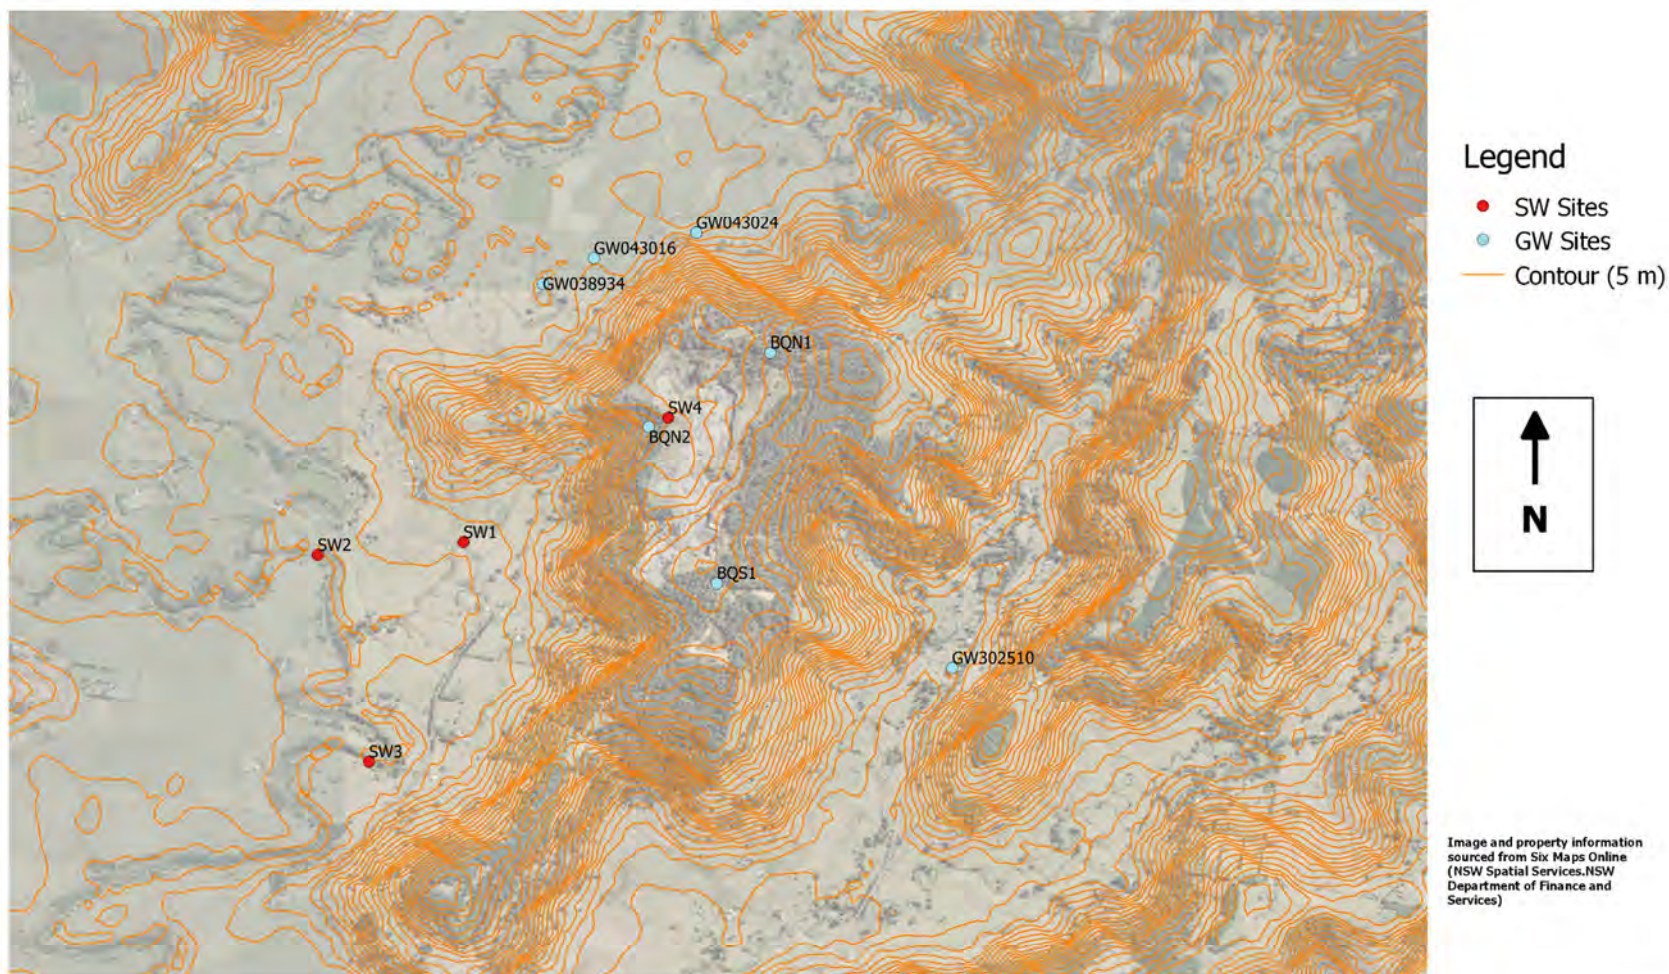 GW043024
GW043016
GW038934
BQN1
SW4
BQN2
SW1
SW2
BQS1
GW302510
SW3
Legend
SW Sites
GW Sites
Contour (5 m)
N
Image and property information
sourced from Six Maps Online
(NSW Spatial Services.NSW
Department of Finance and
Services)